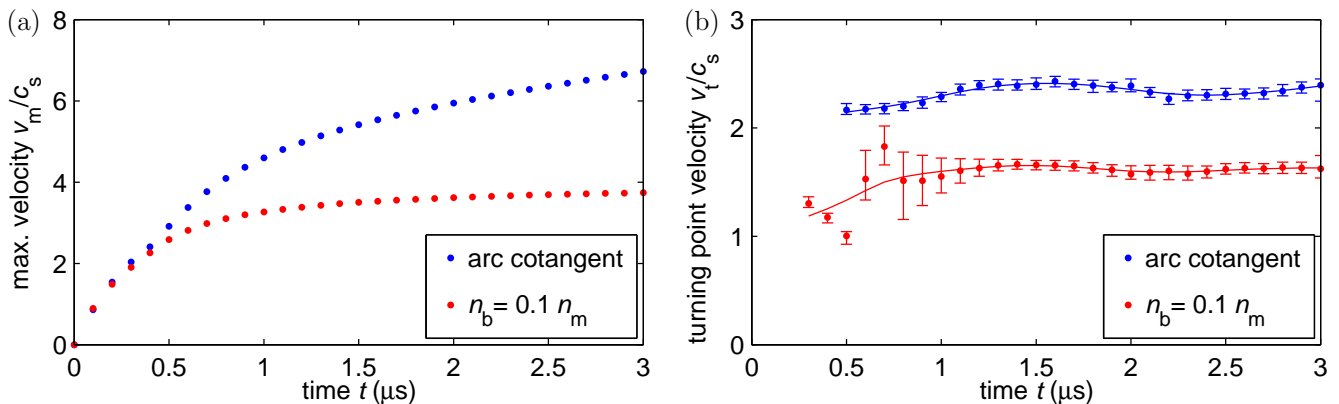 (a)
max. velocity v_m/c_s
8
6
4
2
0
0 0.5 1 1.5 2 2.5 3
time t (μs)
arc cotangent
n_b = 0.1 n_m
(b)
turning point velocity v_t/c_s
3
2
1
0
0 0.5 1 1.5 2 2.5 3
time t (μs)
arc cotangent
n_b = 0.1 n_m